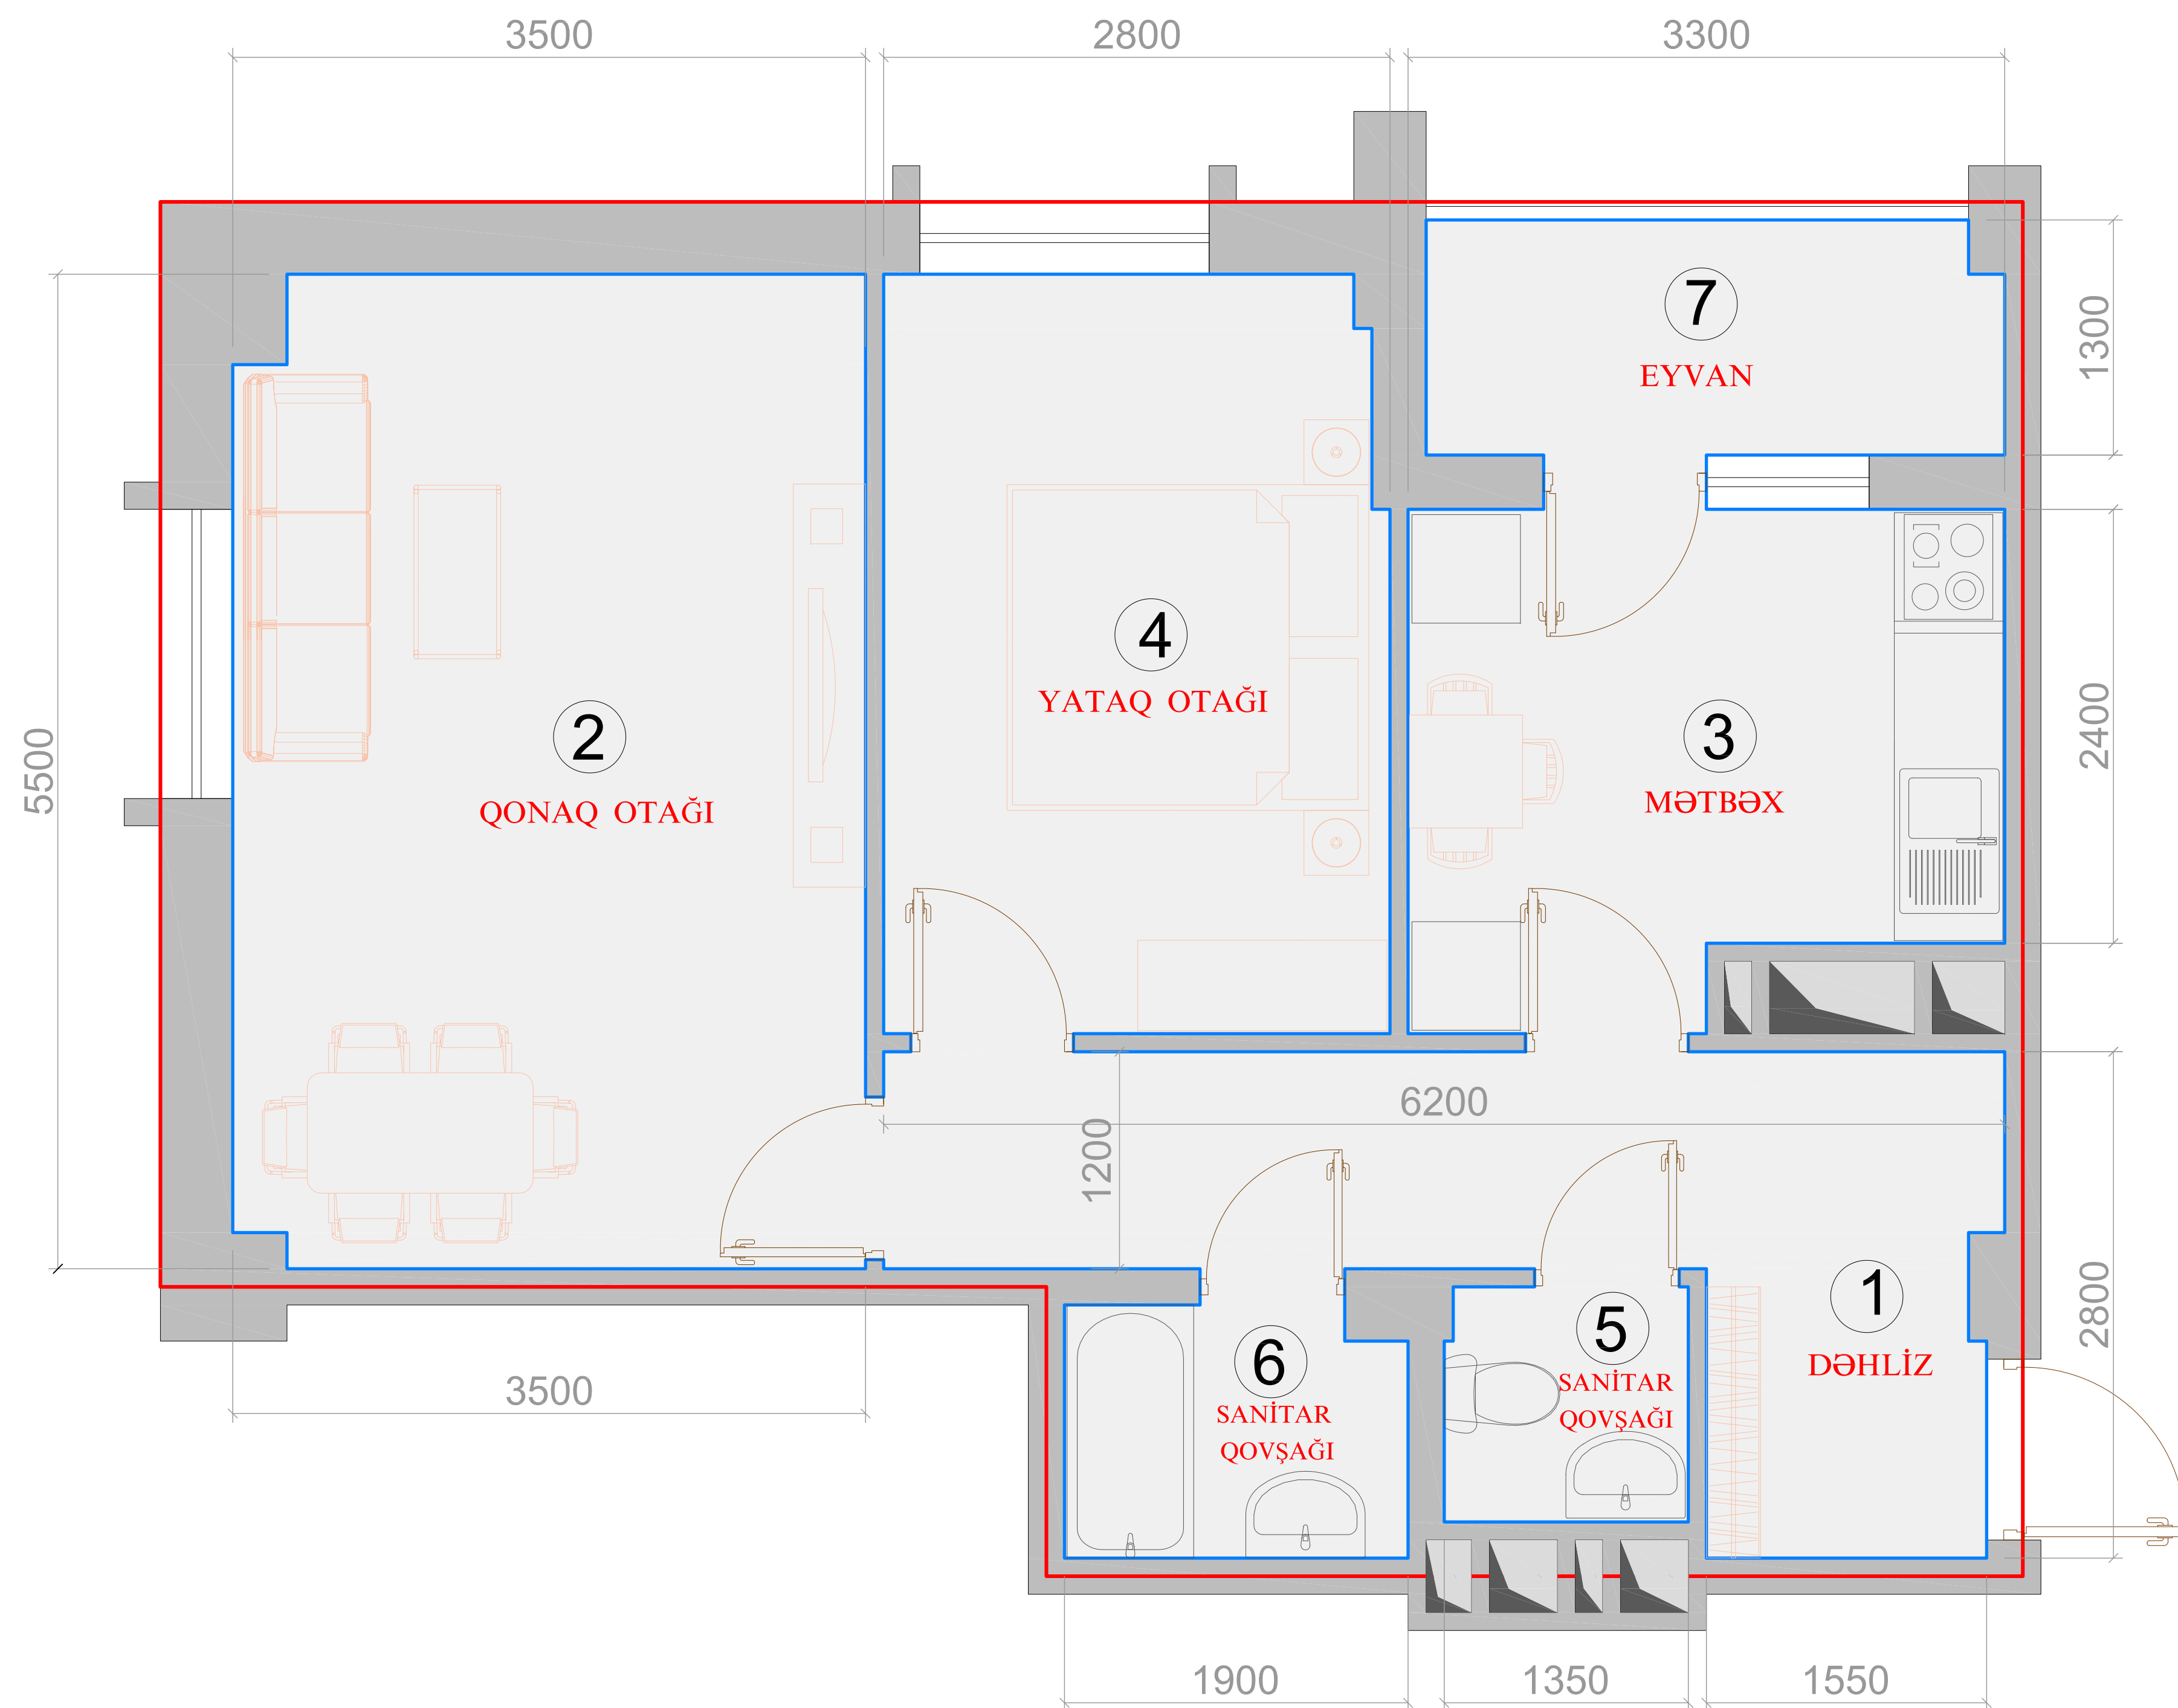 3500
2800
3300
7
EYVAN
1300
4
YATAQ OTAĞI
2
QONAQ OTAĞI
3
MƏTBƏX
2400
5500
6200
1200
1
DƏHLİZ
2800
5
SANİTAR
QOVŞAĞI
6
SANİTAR
QOVŞAĞI
3500
1900
1350
1550